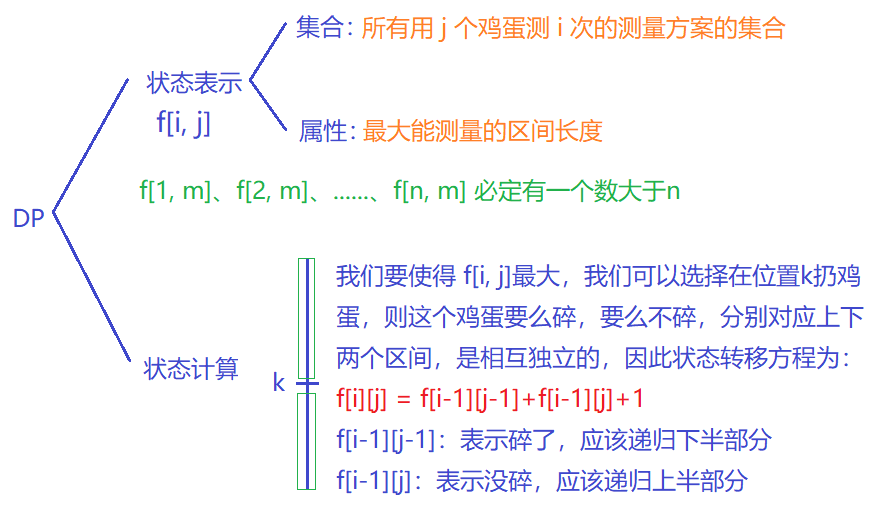 集合：所有用 j 个鸡蛋测 i 次的测量方案的集合
状态表示
f[i, j]
属性：最大能测量的区间长度
f[1, m]、f[2, m]、......、f[n, m] 必定有一个数大于n
DP
我们要使得 f[i, j]最大，我们可以选择在位置k扔鸡
蛋，则这个鸡蛋要么碎，要么不碎，分别对应上下
两个区间，是相互独立的，因此状态转移方程为：
状态计算
k
f[i][j] = f[i-1][j-1]+f[i-1][j]+1
f[i-1][j-1]：表示碎了，应该递归下半部分
f[i-1][j]：表示没碎，应该递归上半部分